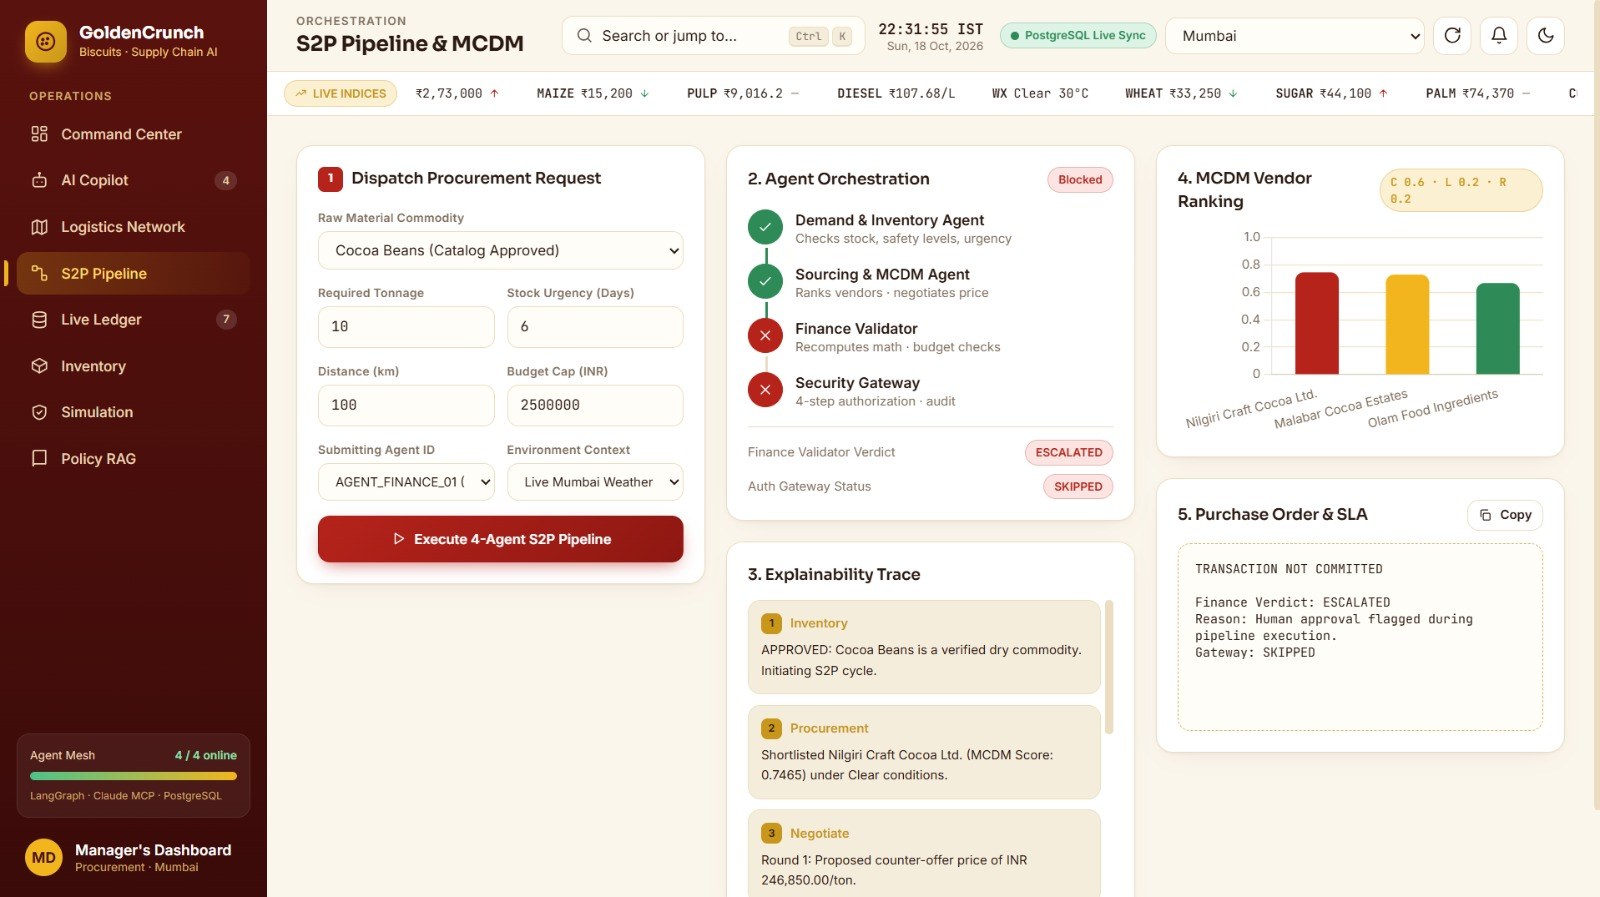 GoldenCrunch
Biscuits · Supply Chain AI
OPERATIONS
Command Center
AI Copilot 4
Logistics Network
S2P Pipeline
Live Ledger 7
Inventory
Simulation
Policy RAG
Agent Mesh 4 / 4 online
LangGraph · Claude MCP · PostgreSQL
MD
Manager's Dashboard
Procurement · Mumbai
ORCHESTRATION
S2P Pipeline & MCDM
Search or jump to... Ctrl K
22:31:55 IST
Sun, 18 Oct, 2026
PostgreSQL Live Sync
Mumbai
LIVE INDICES ₹2,73,000 ↑ MAIZE ₹15,200 ↓ PULP ₹9,016.2 — DIESEL ₹107.68/L WX Clear 30°C WHEAT ₹33,250 ↓ SUGAR ₹44,100 ↑ PALM ₹74,370 —
1 Dispatch Procurement Request
Raw Material Commodity
Cocoa Beans (Catalog Approved)
Required Tonnage Stock Urgency (Days)
10 6
Distance (km) Budget Cap (INR)
100 2500000
Submitting Agent ID Environment Context
AGENT_FINANCE_01 ( Live Mumbai Weather
Execute 4-Agent S2P Pipeline
2. Agent Orchestration Blocked
Demand & Inventory Agent
Checks stock, safety levels, urgency
Sourcing & MCDM Agent
Ranks vendors · negotiates price
Finance Validator
Recomputes math · budget checks
Security Gateway
4-step authorization · audit
Finance Validator Verdict ESCALATED
Auth Gateway Status SKIPPED
3. Explainability Trace
1 Inventory
APPROVED: Cocoa Beans is a verified dry commodity.
Initiating S2P cycle.
2 Procurement
Shortlisted Nilgiri Craft Cocoa Ltd. (MCDM Score:
0.7465) under Clear conditions.
3 Negotiate
Round 1: Proposed counter-offer price of INR
246,850.00/ton.
4. MCDM Vendor
Ranking
C 0.6 · L 0.2 · R
0.2
1.0
0.8
0.6
0.4
0.2
0
Nilgiri Craft Cocoa Ltd.
Malabar Cocoa Estates
Olam Food Ingredients
5. Purchase Order & SLA Copy
TRANSACTION NOT COMMITTED
Finance Verdict: ESCALATED
Reason: Human approval flagged during
pipeline execution.
Gateway: SKIPPED